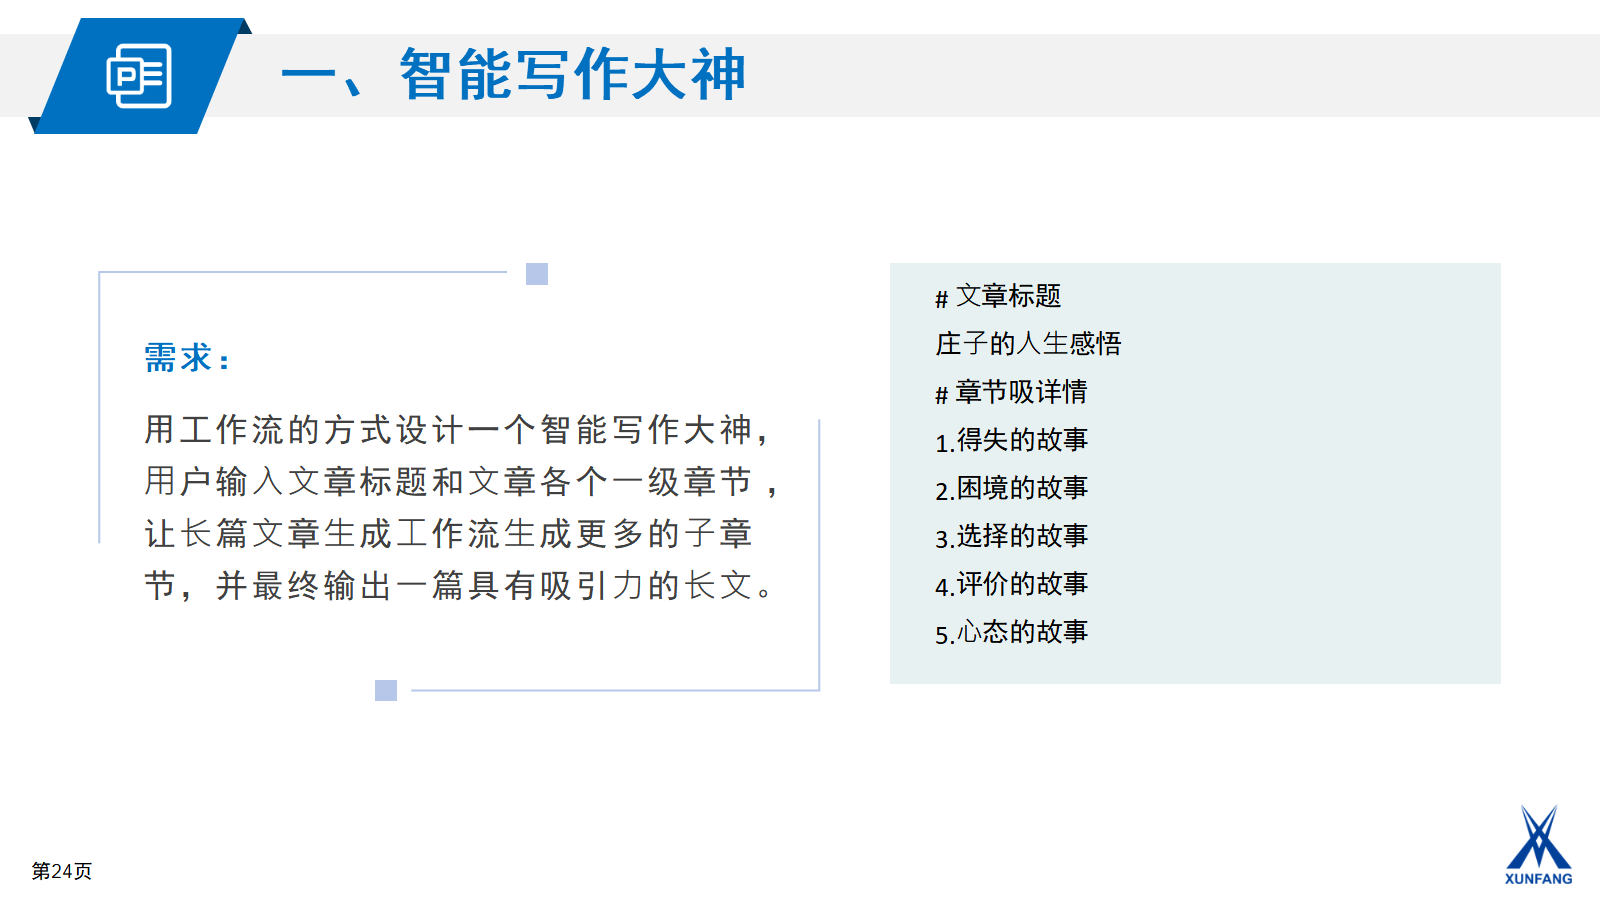 一、智能写作大神
需求：
用工作流的方式设计一个智能写作大神，
用户输入文章标题和文章各个一级章节，
让长篇文章生成工作流生成更多的子章
节，并最终输出一篇具有吸引力的长文。
# 文章标题
庄子的人生感悟
# 章节吸详情
1.得失的故事
2.困境的故事
3.选择的故事
4.评价的故事
5.心态的故事
第24页
XUNFANG